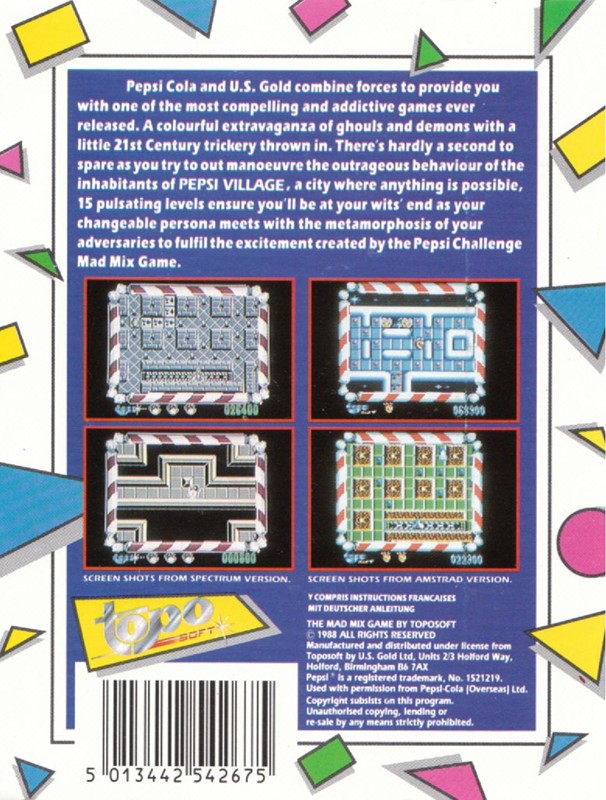 Pepsi Cola and U.S. Gold combine forces to provide you
with one of the most compelling and addictive games ever
released. A colourful extravaganza of ghouls and demons with a
little 21st Century trickery thrown in. There's hardly a second to
spare as you try to out manoeuvre the outrageous behaviour of the
inhabitants of PEPSI VILLAGE, a city where anything is possible,
15 pulsating levels ensure you'll be at your wits' end as your
changeable persona meets with the metamorphosis of your
adversaries to fulfil the excitement created by the Pepsi Challenge
Mad Mix Game.
026400
063900
000600
023300
SCREEN SHOTS FROM SPECTRUM VERSION.
SCREEN SHOTS FROM AMSTRAD VERSION.
topo
SOFT
Y COMPRIS INSTRUCTIONS FRANCAISES
MIT DEUTSCHER ANLEITUNG
THE MAD MIX GAME BY TOPOSOFT
© 1988 ALL RIGHTS RESERVED
Manufactured and distributed under license from
Toposoft by U.S. Gold Ltd, Units 2/3 Holford Way,
Holford, Birmingham B6 7AX
Pepsi ® is a registered trademark, No. 1521219.
Used with permission from Pepsi-Cola (Overseas) Ltd.
Copyright subsists on this program.
Unauthorised copying, lending or
re-sale by any means strictly prohibited.
5 013442 542675